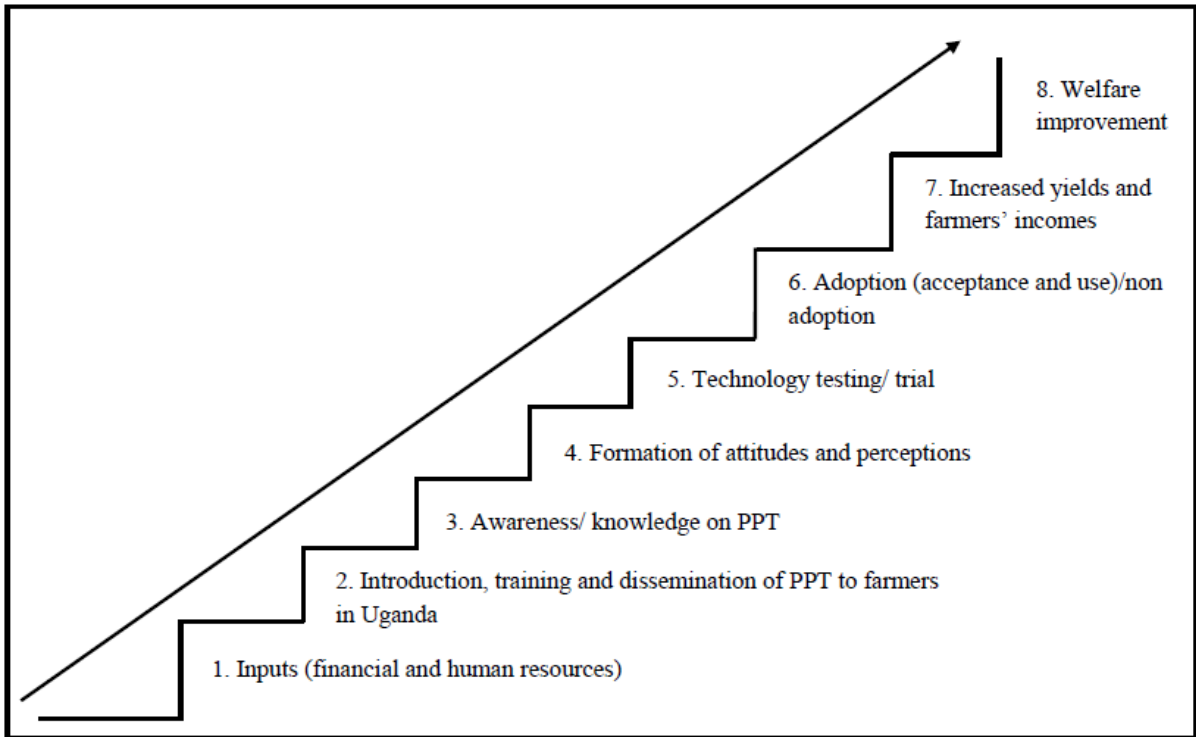 8. Welfare
improvement
7. Increased yields and
farmers’ incomes
6. Adoption (acceptance and use)/non
adoption
5. Technology testing/ trial
4. Formation of attitudes and perceptions
3. Awareness/ knowledge on PPT
2. Introduction, training and dissemination of PPT to farmers
in Uganda
1. Inputs (financial and human resources)